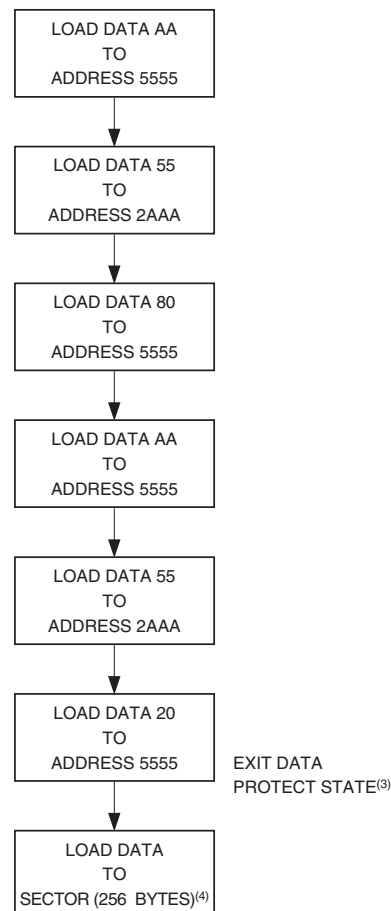 LOAD DATA AA
TO
ADDRESS 5555
LOAD DATA 55
TO
ADDRESS 2AAA
LOAD DATA 80
TO
ADDRESS 5555
LOAD DATA AA
TO
ADDRESS 5555
LOAD DATA 55
TO
ADDRESS 2AAA
LOAD DATA 20
TO
ADDRESS 5555
EXIT DATA
PROTECT STATE(3)
LOAD DATA
TO
SECTOR (256 BYTES)(4)